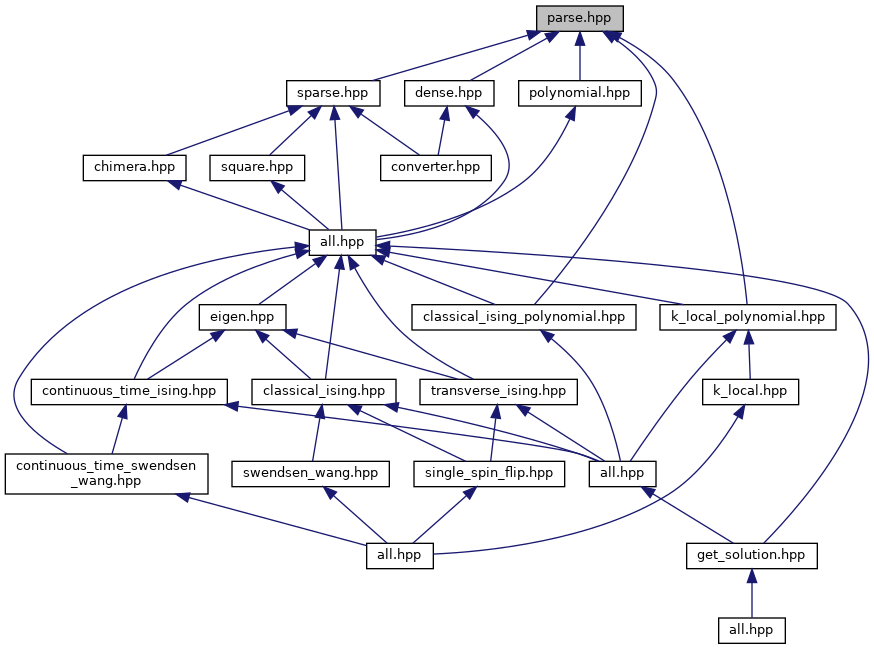 parse.hpp
sparse.hpp
dense.hpp
polynomial.hpp
chimera.hpp
square.hpp
converter.hpp
all.hpp
eigen.hpp
classical_ising_polynomial.hpp
k_local_polynomial.hpp
continuous_time_ising.hpp
classical_ising.hpp
transverse_ising.hpp
k_local.hpp
continuous_time_swendsen
_wang.hpp
swendsen_wang.hpp
single_spin_flip.hpp
all.hpp
all.hpp
get_solution.hpp
all.hpp